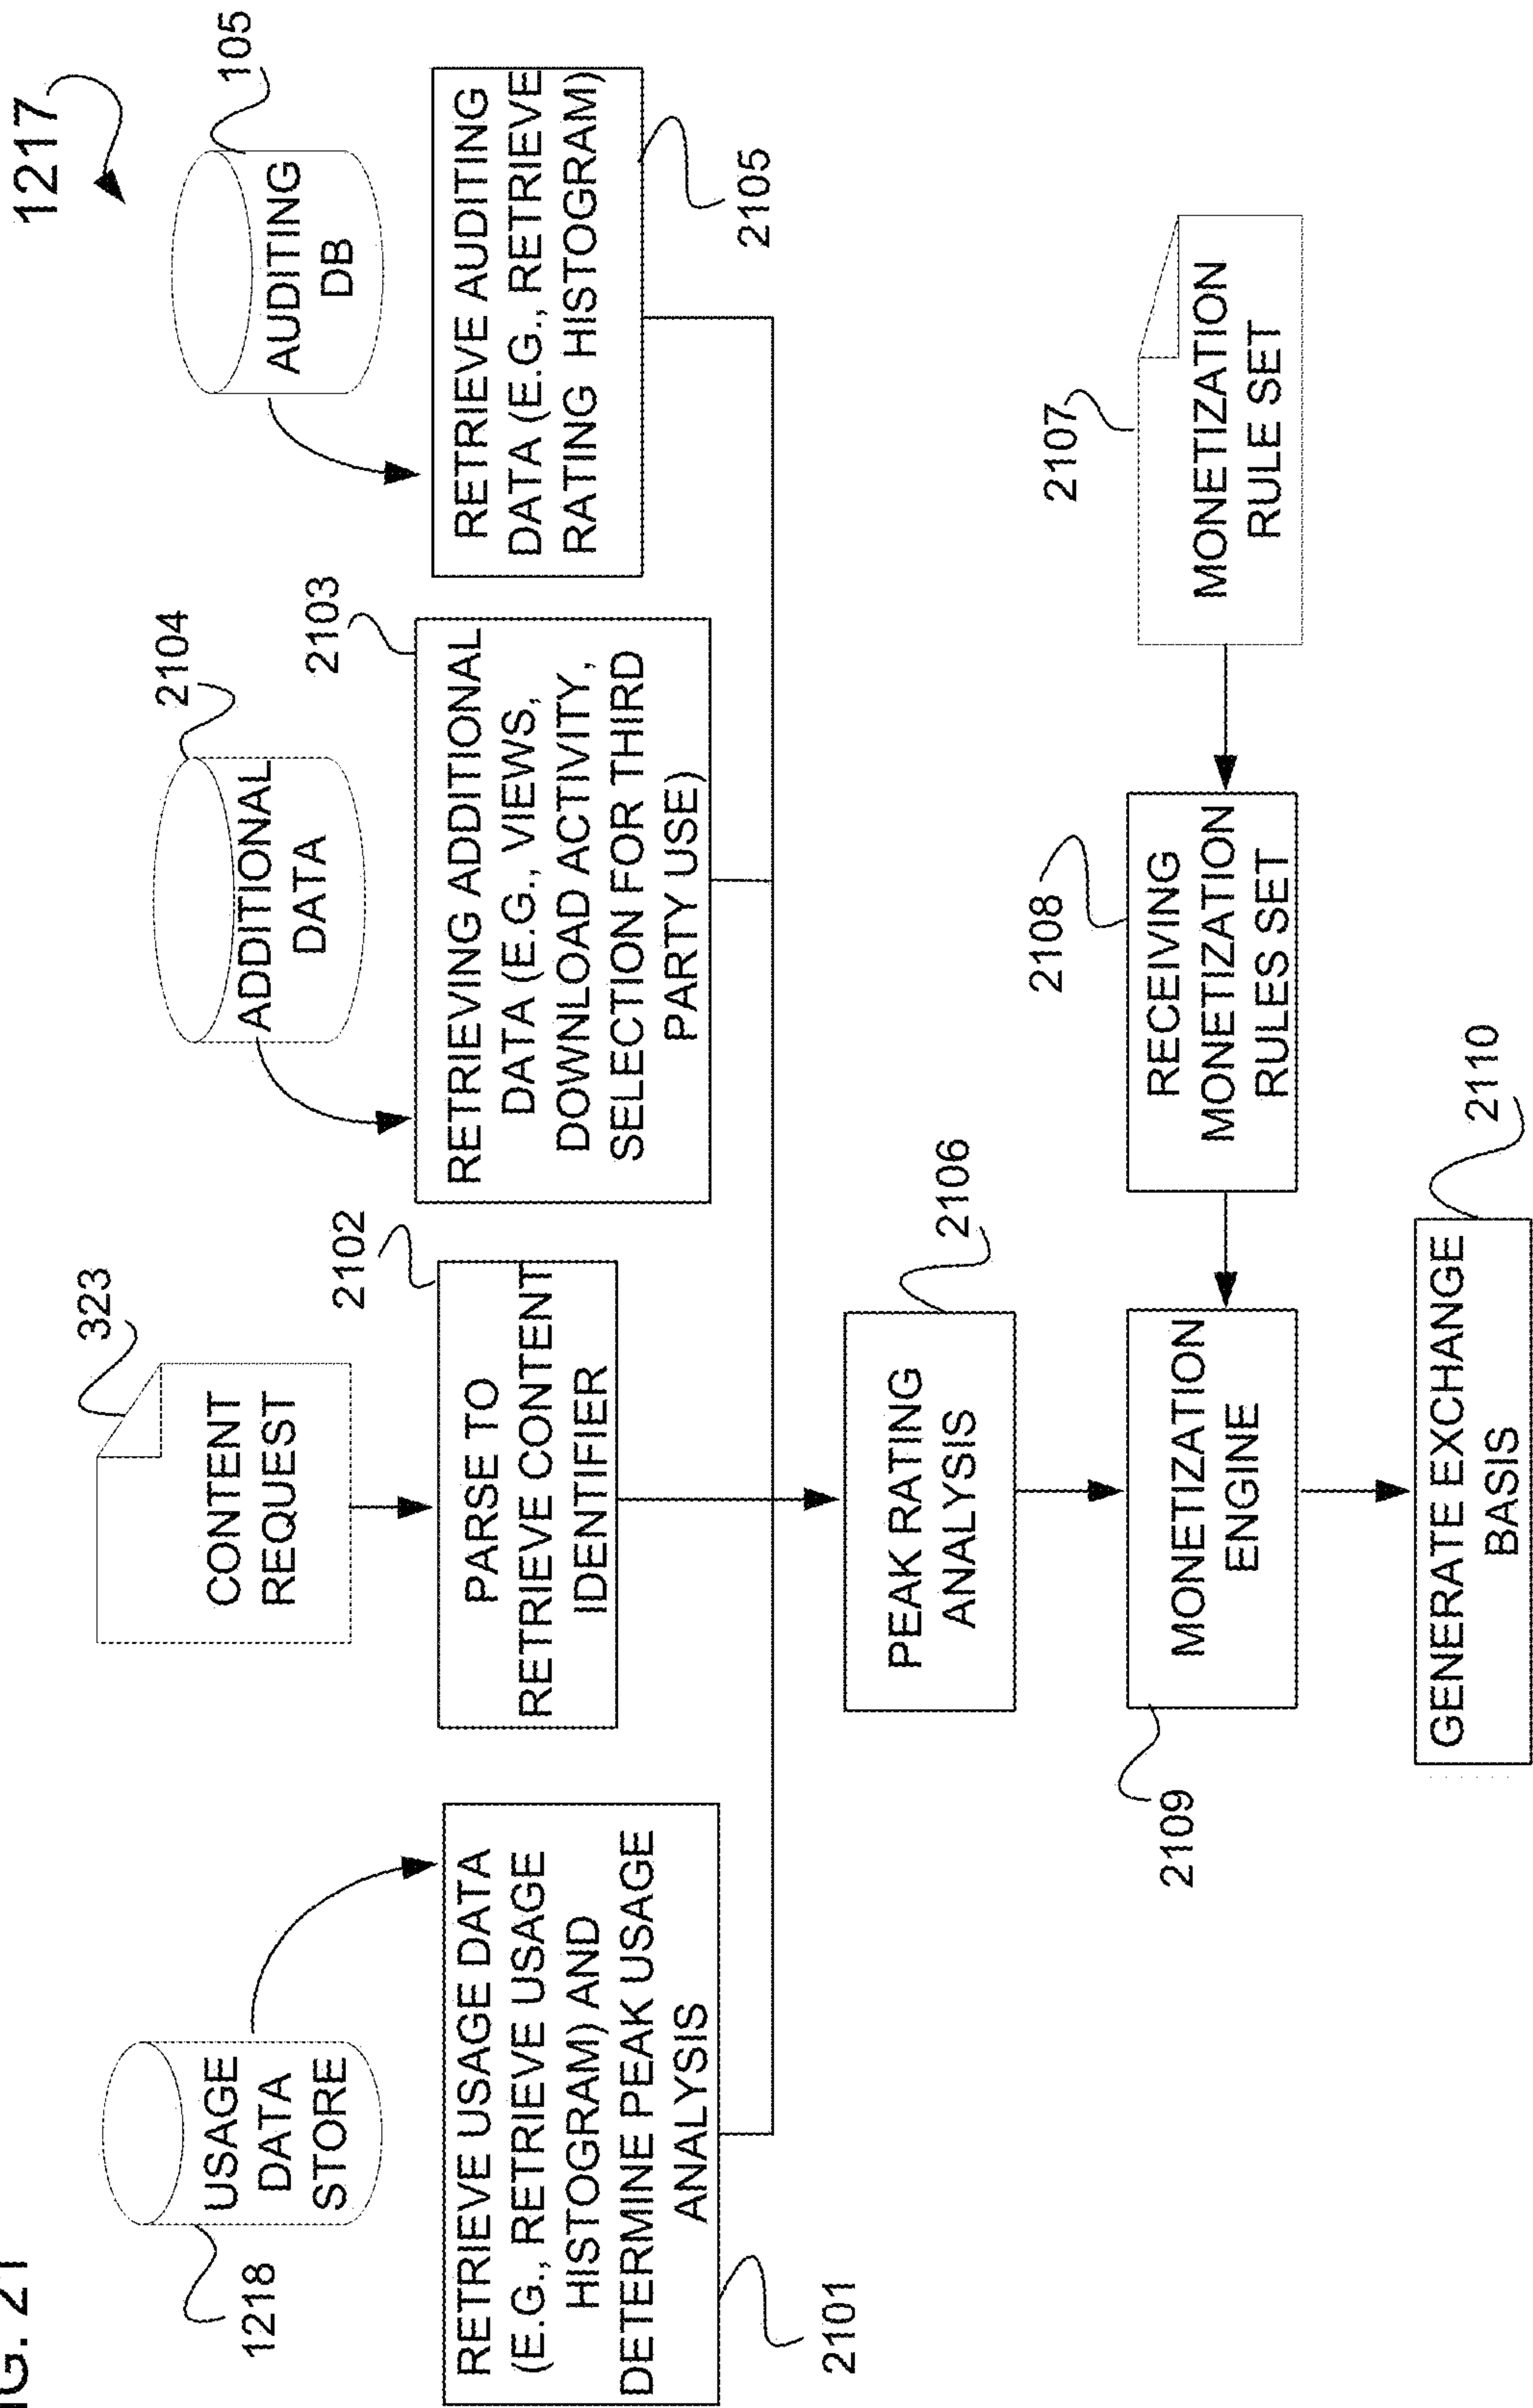 IG. 21
1217
USAGE
DATA
STORE
1218
CONTENT
REQUEST
323
ADDITIONAL
DATA
2104
AUDITING
DB
105
RETRIEVE USAGE DATA
(E.G., RETRIEVE USAGE
HISTOGRAM) AND
DETERMINE PEAK USAGE
ANALYSIS
2101
PARSE TO
RETRIEVE CONTENT
IDENTIFIER
2102
RETRIEVING ADDITIONAL
DATA (E.G., VIEWS,
DOWNLOAD ACTIVITY,
SELECTION FOR THIRD
PARTY USE)
2103
RETRIEVE AUDITING
DATA (E.G., RETRIEVE
RATING HISTOGRAM)
2105
PEAK RATING
ANALYSIS
2106
MONETIZATION
ENGINE
2109
RECEIVING
MONETIZATION
RULES SET
2108
MONETIZATION
RULE SET
2107
GENERATE EXCHANGE
BASIS
2110